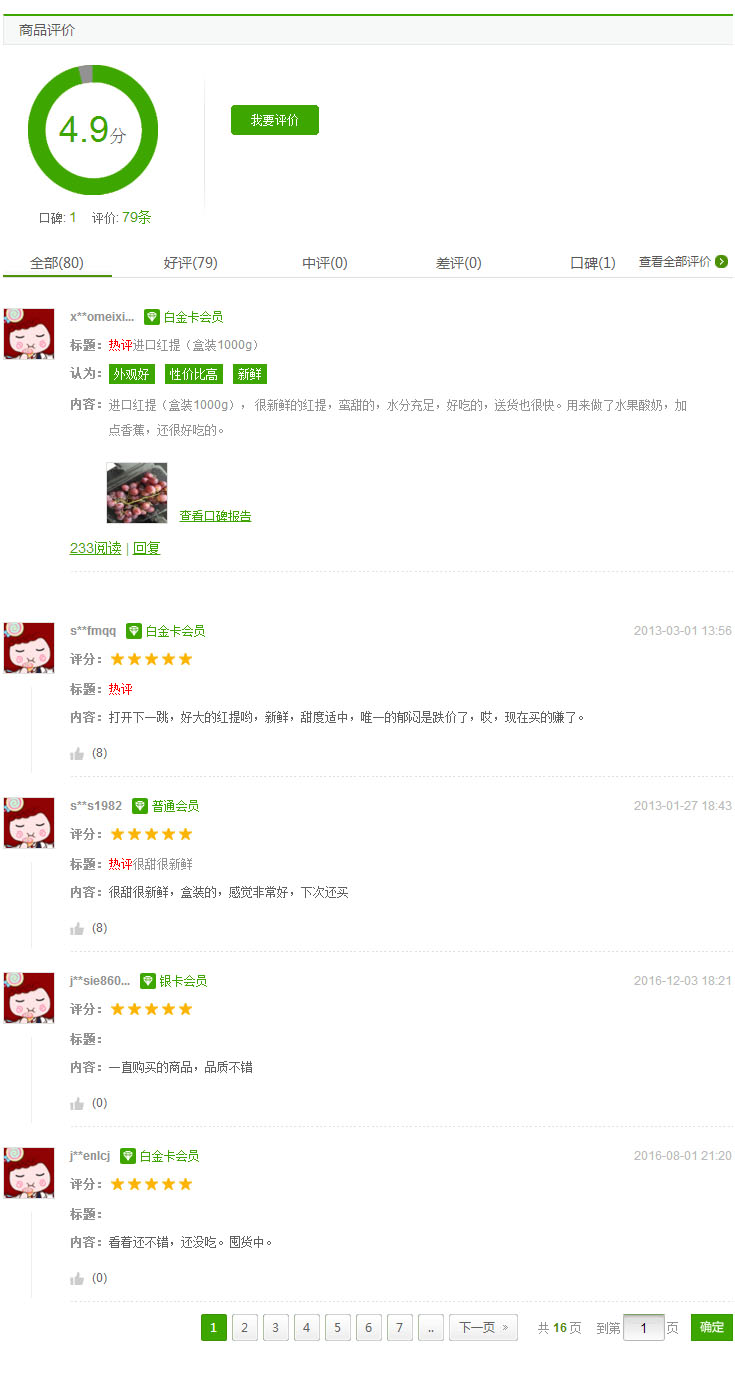 商品评价
4.9分
我要评价
口碑: 1 评价: 79条
全部(80) 好评(79) 中评(0) 差评(0) 口碑(1) 查看全部评价
x**omeixi... 白金卡会员
标题：热评进口红提（盒装1000g）
认为：外观好 性价比高 新鲜
内容：进口红提（盒装1000g），很新鲜的红提，蛮甜的，水分充足，好吃的，送货也很快。用来做了水果酸奶，加
点香蕉，还很好吃的。
查看口碑报告
233阅读 | 回复
s**fmqq 白金卡会员 2013-03-01 13:56
评分：
标题：热评
内容：打开下一跳，好大的红提哟，新鲜，甜度适中，唯一的郁闷是跌价了，哎，现在买的赚了。
(8)
s**s1982 普通会员 2013-01-27 18:43
评分：
标题：热评很甜很新鲜
内容：很甜很新鲜，盒装的，感觉非常好，下次还买
(8)
j**sie860... 银卡会员 2016-12-03 18:21
评分：
标题：
内容：一直购买的商品，品质不错
(0)
j**enlcj 白金卡会员 2016-08-01 21:20
评分：
标题：
内容：看着还不错，还没吃。囤货中。
(0)
1 2 3 4 5 6 7 .. 下一页 » 共 16 页 到第 1 页 确定